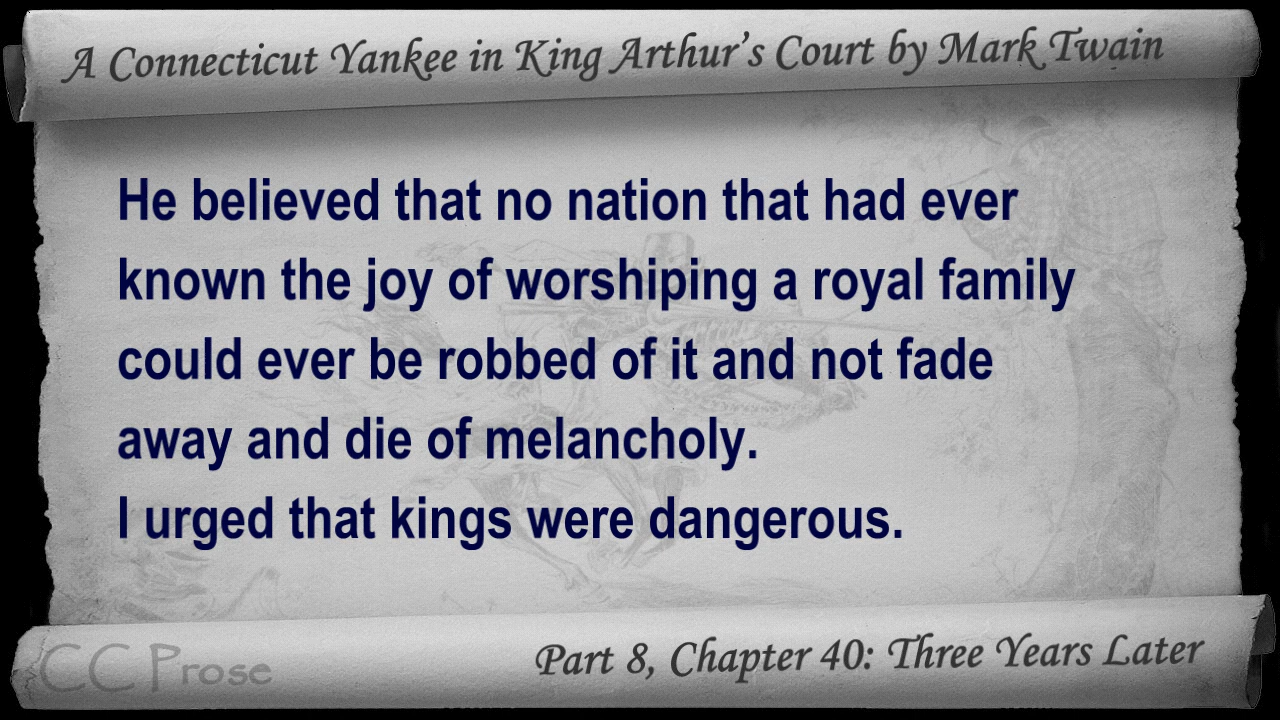 A Connecticut Yankee in King Arthur's Court by Mark Twain
He believed that no nation that had ever
known the joy of worshiping a royal family
could ever be robbed of it and not fade
away and die of melancholy.
I urged that kings were dangerous.
CC Prose
Part 8, Chapter 40: Three Years Later